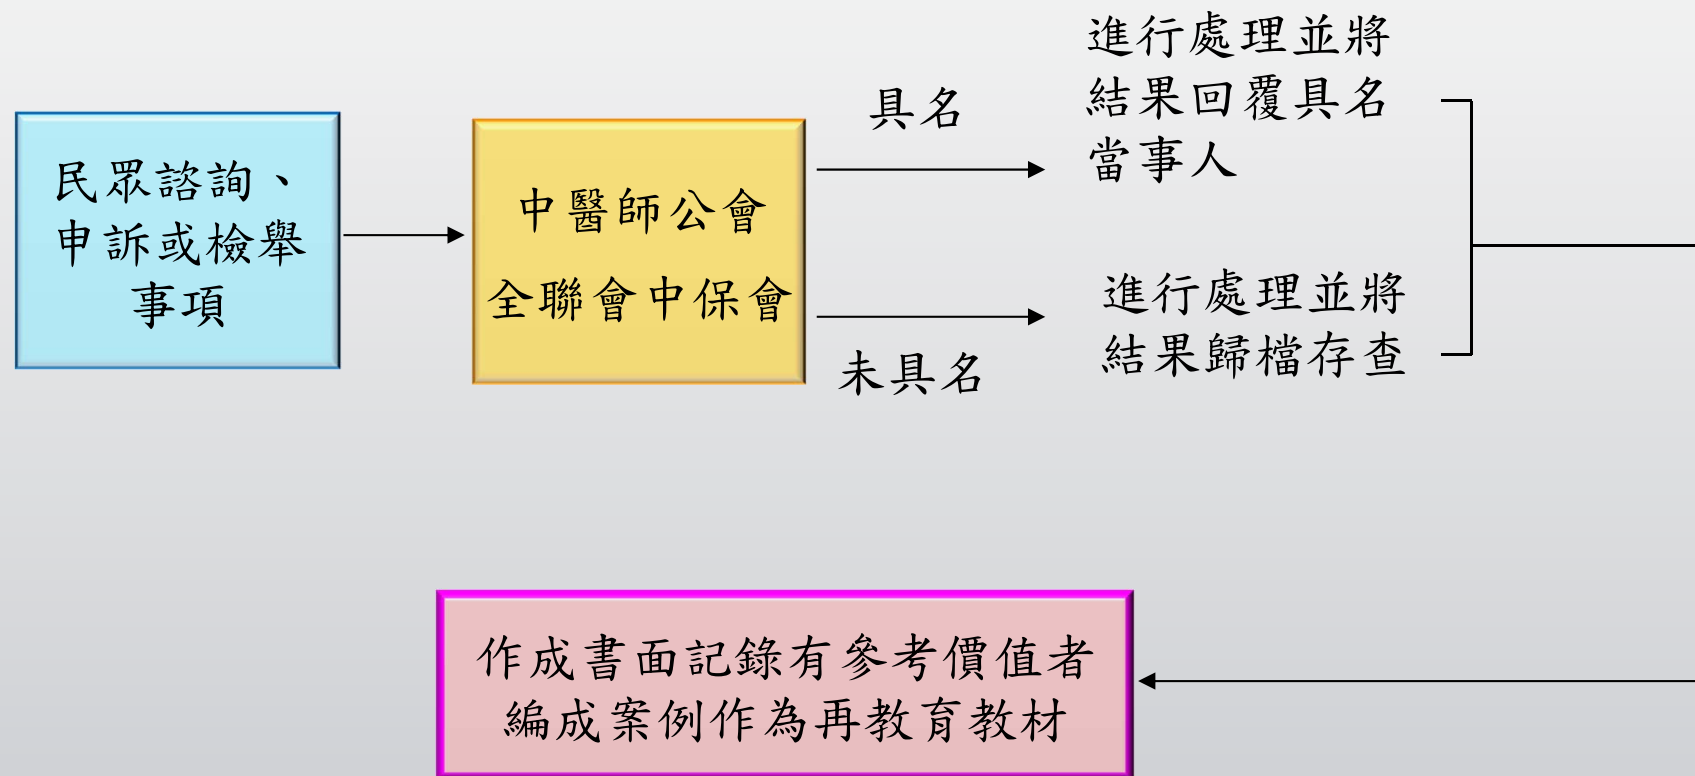 民眾諮詢、
申訴或檢舉
事項
中醫師公會
全聯會中保會
具名
進行處理並將
結果回覆具名
當事人
未具名
進行處理並將
結果歸檔存查
作成書面記錄有參考價值者
編成案例作為再教育教材